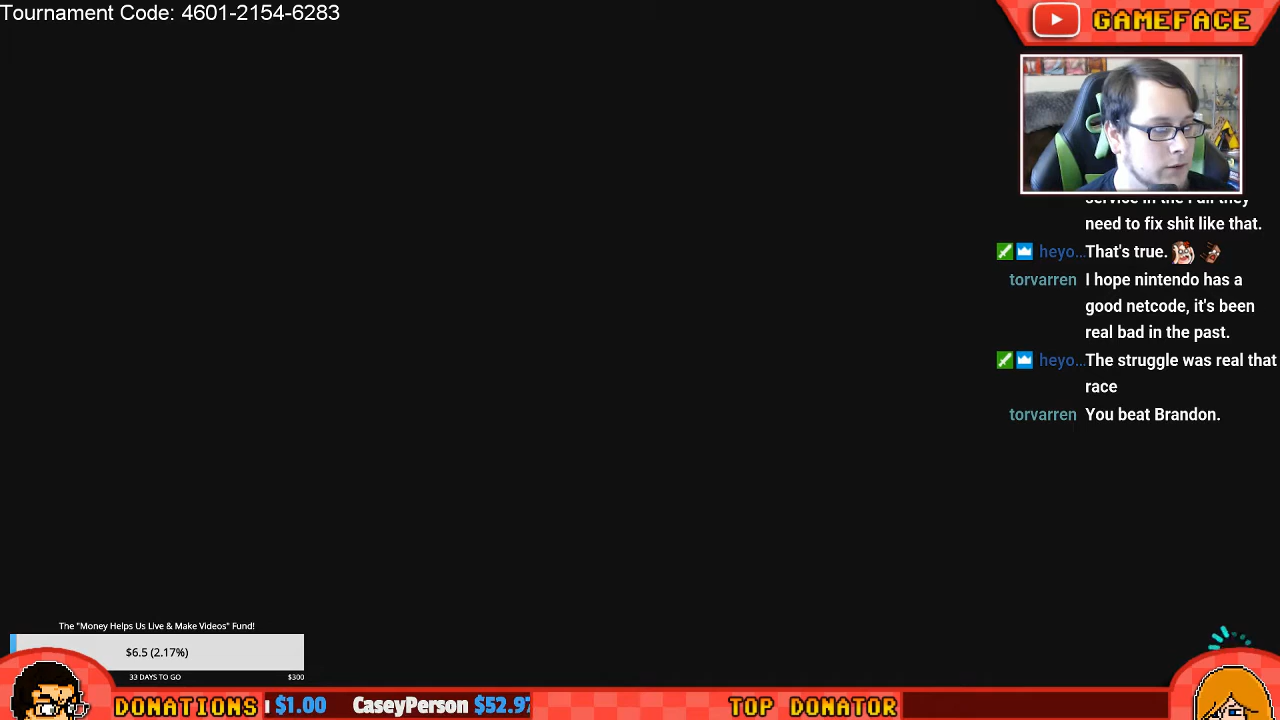 Tournament Code: 4601-2154-6283
GAMEFACE
need to fix shit like that.
heyo... That's true.
torvarren I hope nintendo has a
good netcode, it's been
real bad in the past.
heyo... The struggle was real that
race
torvarren You beat Brandon.
The "Money Helps Us Live & Make Videos" Fund!
$6.5 (2.17%)
33 DAYS TO GO $300
DONATIONS $1.00 CaseyPerson $52.97 TOP DONATOR